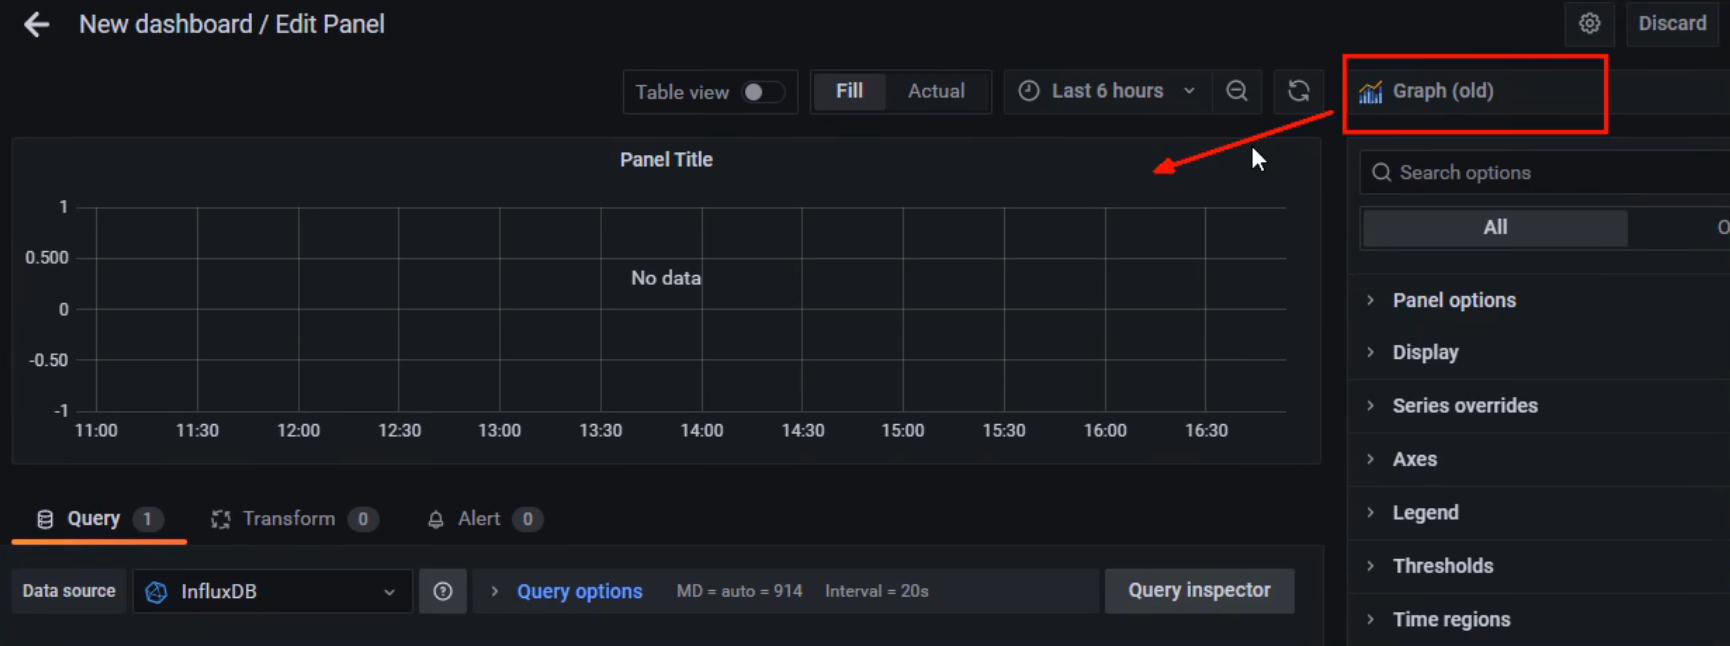 New dashboard / Edit Panel
Discard
Table view
Fill
Actual
Last 6 hours
Graph (old)
Panel Title
Search options
All
1
0.500
0
-0.50
-1
No data
11:00
11:30
12:00
12:30
13:00
13:30
14:00
14:30
15:00
15:30
16:00
16:30
Panel options
Display
Series overrides
Axes
Legend
Thresholds
Time regions
Query 1
Transform 0
Alert 0
Data source
InfluxDB
Query options
MD = auto = 914
Interval = 20s
Query inspector